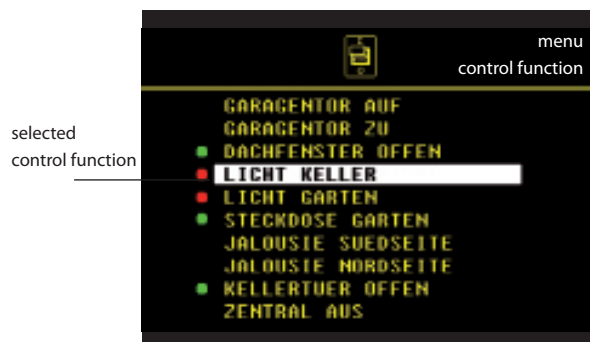 menu
control function
selected
control function
GARAGENTOR AUF
GARAGENTOR ZU
DACHFENSTER OFFEN
LICHT KELLER
LICHT GARTEN
STECKDOSE GARTEN
JALOUSIE SUEDSEITE
JALOUSIE NORDSEITE
KELLERTUER OFFEN
ZENTRAL AUS